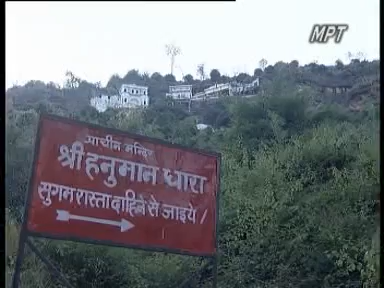 MPT
प्राचीन मन्दिर
श्री हनुमान धारा
सुगम रास्ता दाहिने से जाइये /